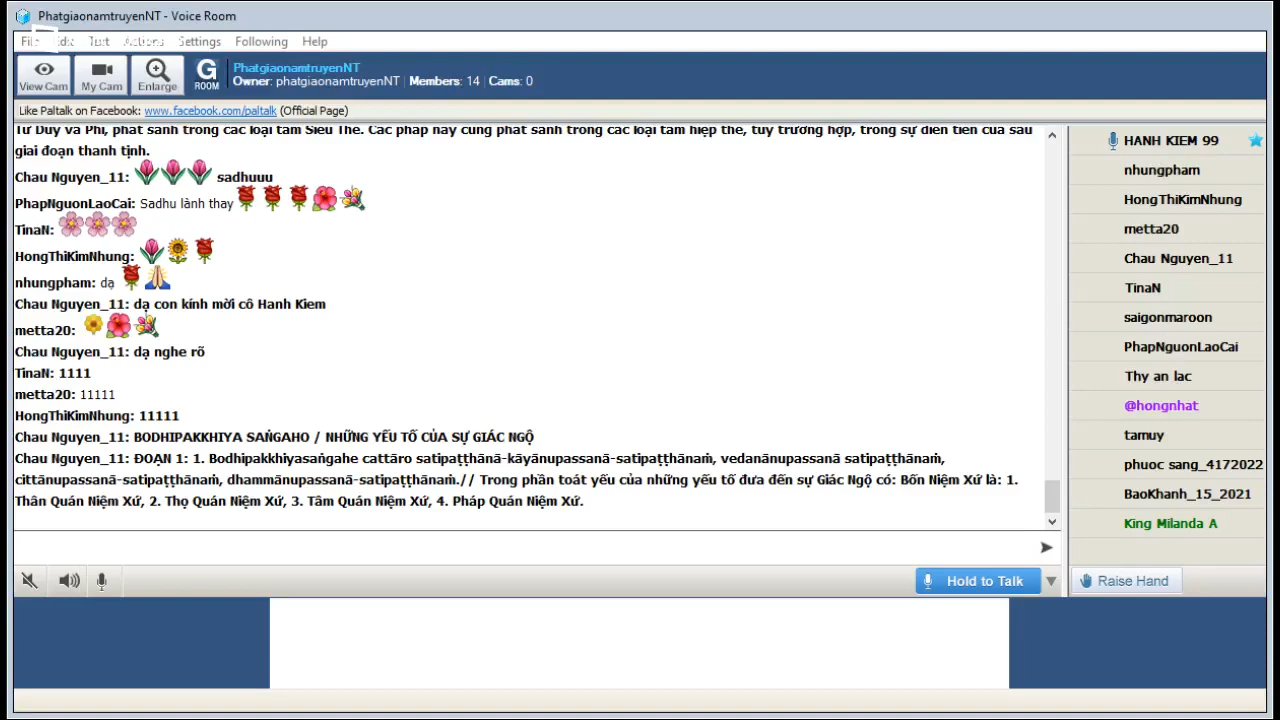 PhatgiaonamtruyenNT - Voice Room
Text Actions Settings Following Help
View Cam My Cam Enlarge G ROOM
PhatgiaonamtruyenNT
Owner: phatgiaonamtruyenNT | Members: 14 | Cams: 0
Like Paltalk on Facebook: www.facebook.com/paltalk (Official Page)
Tư Duy và Phỉ, phát sanh trong các loại tâm Siêu Thế. Các pháp này cũng phát sanh trong các loại tâm hiệp thế, tùy trường hợp, trong sự diễn tiến của sáu
giai đoạn thanh tịnh.
Chau Nguyen_11: sadhuuu
PhapNguonLaoCai: Sadhu lành thay
TinaN:
HongThiKimNhung:
nhungpham: dạ
Chau Nguyen_11: dạ con kính mời cô Hanh Kiem
metta20:
Chau Nguyen_11: dạ nghe rõ
TinaN: 1111
metta20: 11111
HongThiKimNhung: 11111
Chau Nguyen_11: BODHIPAKKHIYA SAṄGAHO / NHỮNG YẾU TỐ CỦA SỰ GIÁC NGỘ
Chau Nguyen_11: ĐOẠN 1: 1. Bodhipakkhiyasaṅgahe cattāro satipaṭṭhānā-kāyānupassanā-satipaṭṭhānaṁ, vedanānupassanā satipaṭṭhānaṁ,
cittānupassanā-satipaṭṭhānaṁ, dhammānupassanā-satipaṭṭhānaṁ.// Trong phần toát yếu của những yếu tố đưa đến sự Giác Ngộ có: Bốn Niệm Xứ là: 1.
Thân Quán Niệm Xứ, 2. Thọ Quán Niệm Xứ, 3. Tâm Quán Niệm Xứ, 4. Pháp Quán Niệm Xứ.
Hold to Talk
HANH KIEM 99
nhungpham
HongThiKimNhung
metta20
Chau Nguyen_11
TinaN
saigonmaroon
PhapNguonLaoCai
Thy an lac
@hongnhat
tamuy
phuoc sang_4172022
BaoKhanh_15_2021
King Milanda A
Raise Hand